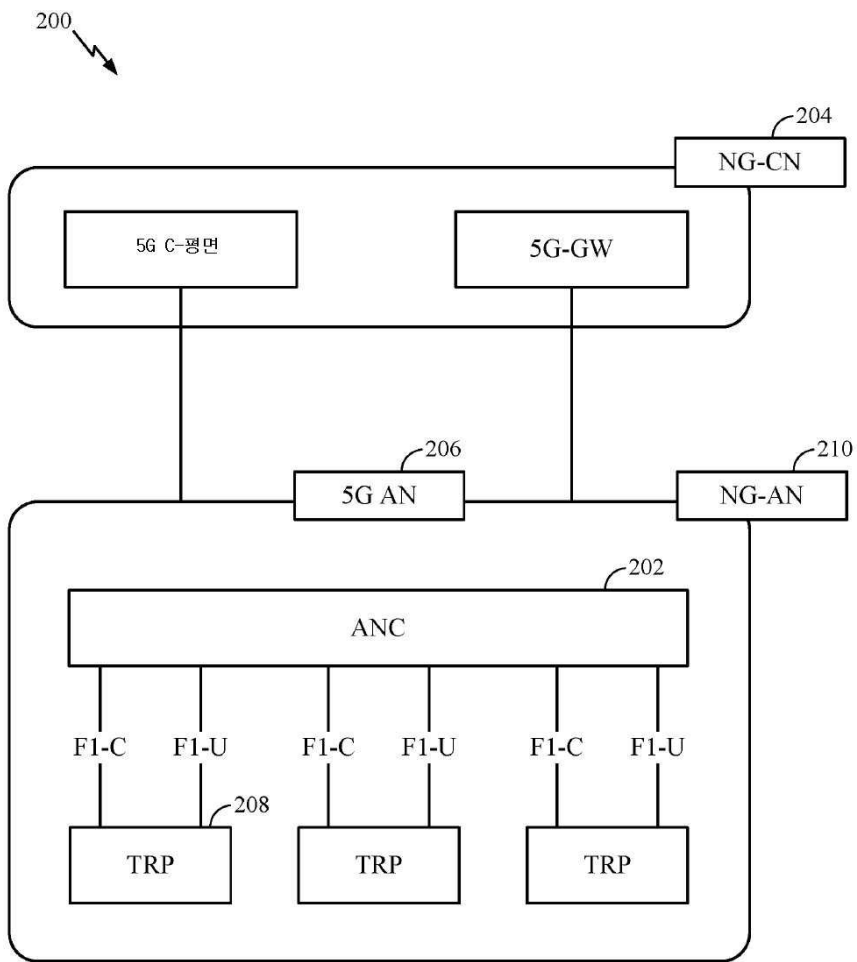 200
204
NG-CN
5G C-평면
5G-GW
206
210
5G AN
NG-AN
202
ANC
F1-C F1-U F1-C F1-U F1-C F1-U
208
TRP TRP TRP